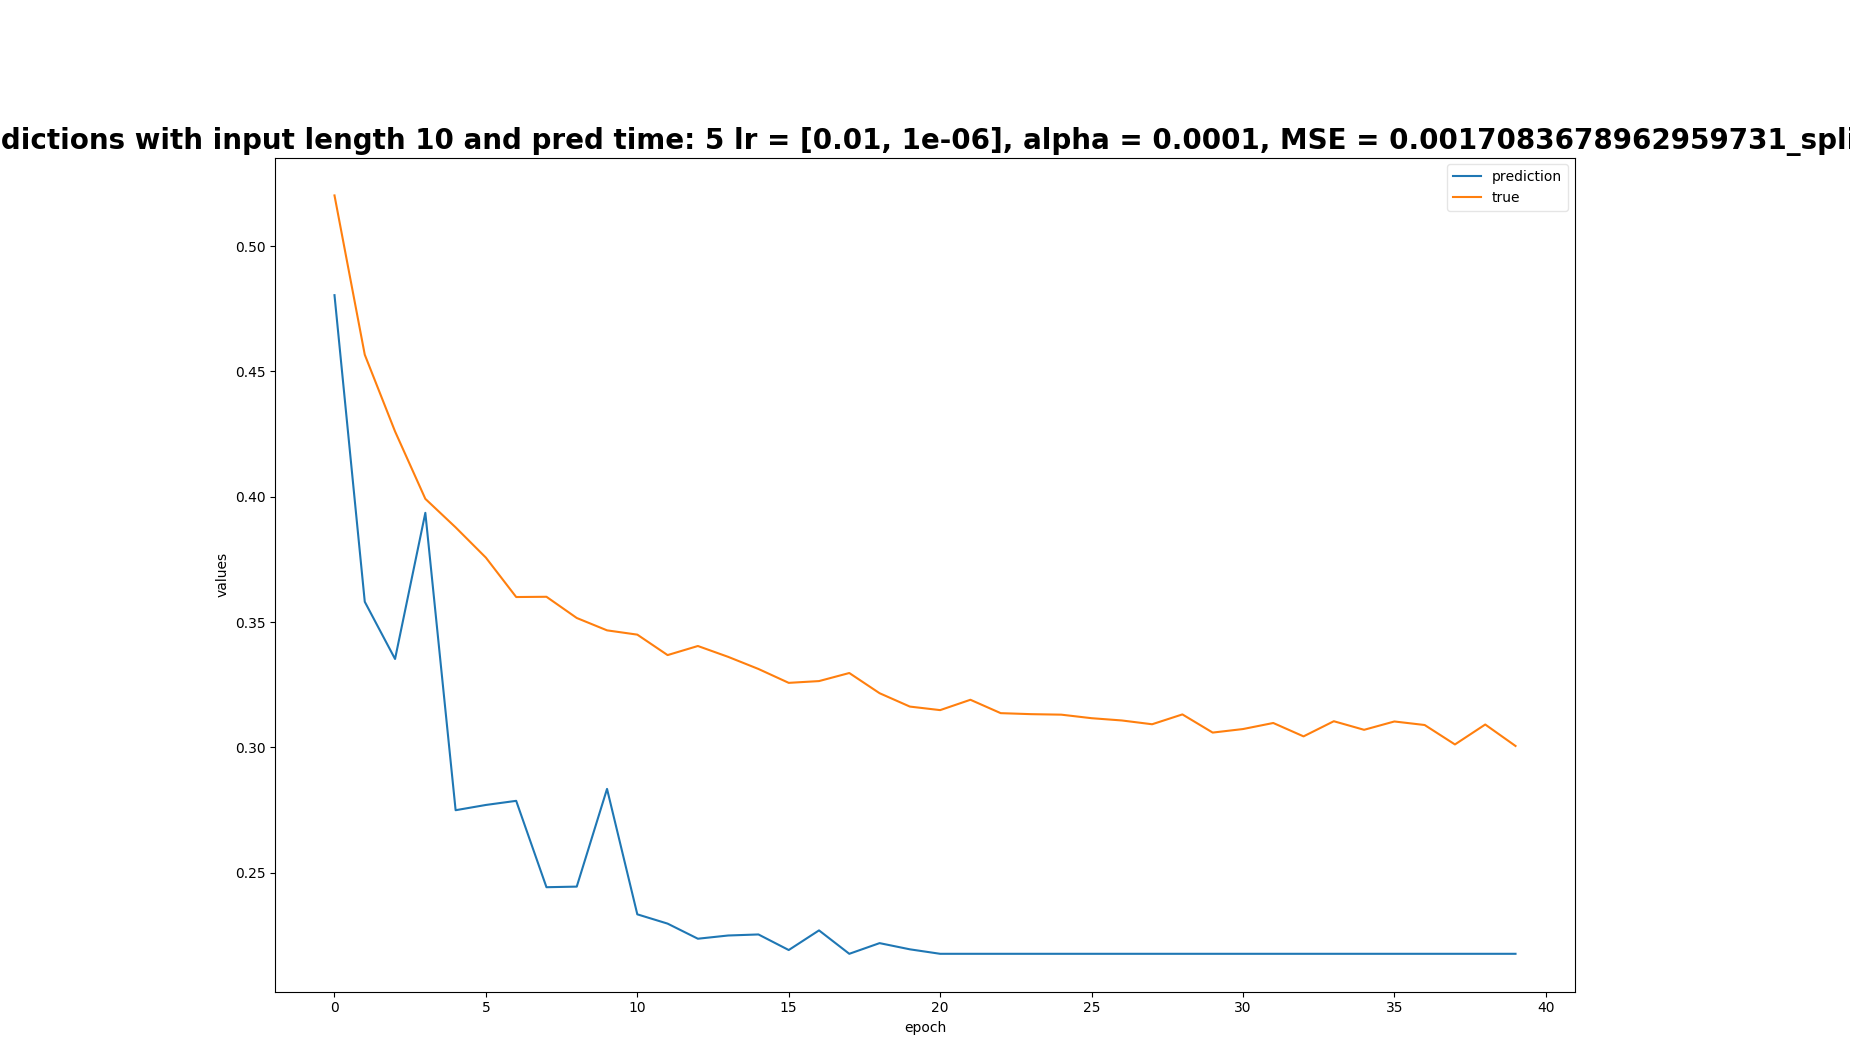 dictions with input length 10 and pred time: 5 lr = [0.01, 1e-06], alpha = 0.0001, MSE = 0.0017083678962959731_spli
prediction
true
0.50
0.45
0.40
0.35
0.30
0.25
values
0 5 10 15 20 25 30 35 40
epoch